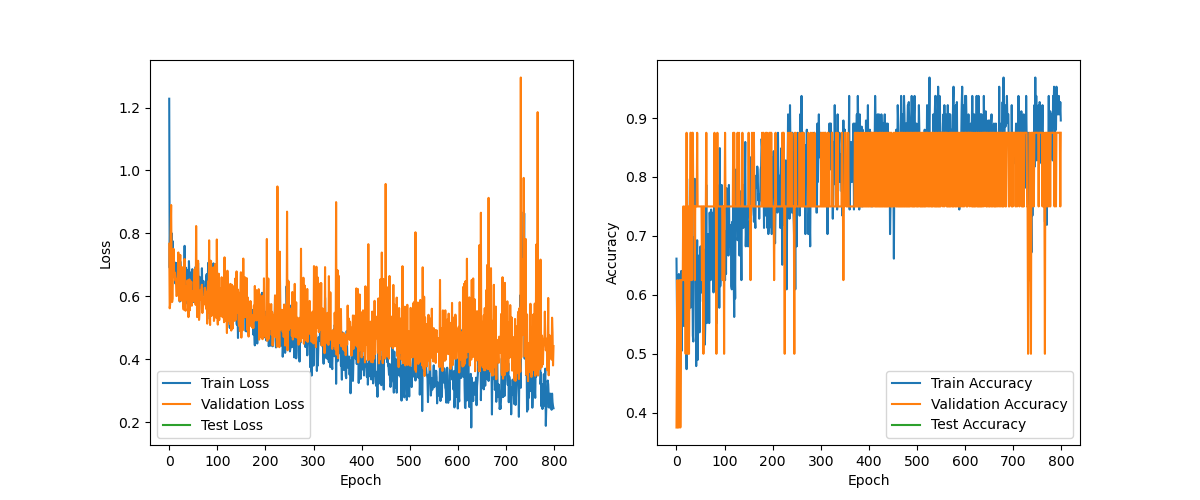 1.2
1.0
0.8
0.6
0.4
0.2
Loss
0 100 200 300 400 500 600 700 800
Epoch
Train Loss
Validation Loss
Test Loss
0.9
0.8
0.7
0.6
0.5
0.4
Accuracy
0 100 200 300 400 500 600 700 800
Epoch
Train Accuracy
Validation Accuracy
Test Accuracy